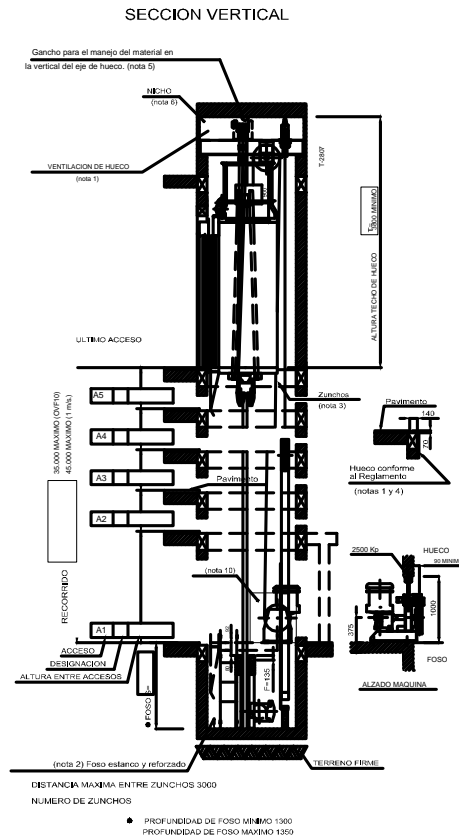 SECCION VERTICAL
Gancho para el manejo del material en
la vertical del eje de hueco. (nota 5)
NICHO
(nota 6)
VENTILACION DE HUECO
(nota 1)
T-2807
3800 MINIMO
ALTURA TECHO DE HUECO
ULTIMO ACCESO
35.000 MAXIMO (OVF10)
45.000 MAXIMO (1 m/s.)
A5
A4
A3
A2
A1
Zunchos
(nota 3)
Pavimento
140
70
Hueco conforme
al Reglamento
(notas 1 y 4)
Pavimento
RECORRIDO
(nota 10)
2500 Kp
HUECO
90 MINIM
375
1000
FOSO
ALZADO MAQUINA
ACCESO
DESIGNACION
ALTURA ENTRE ACCESOS
FOSO S=
F=135
(nota 2) Foso estanco y reforzado
TERRENO FIRME
DISTANCIA MAXIMA ENTRE ZUNCHOS 3000
NUMERO DE ZUNCHOS
PROFUNDIDAD DE FOSO MINIMO 1300
PROFUNDIDAD DE FOSO MAXIMO 1350